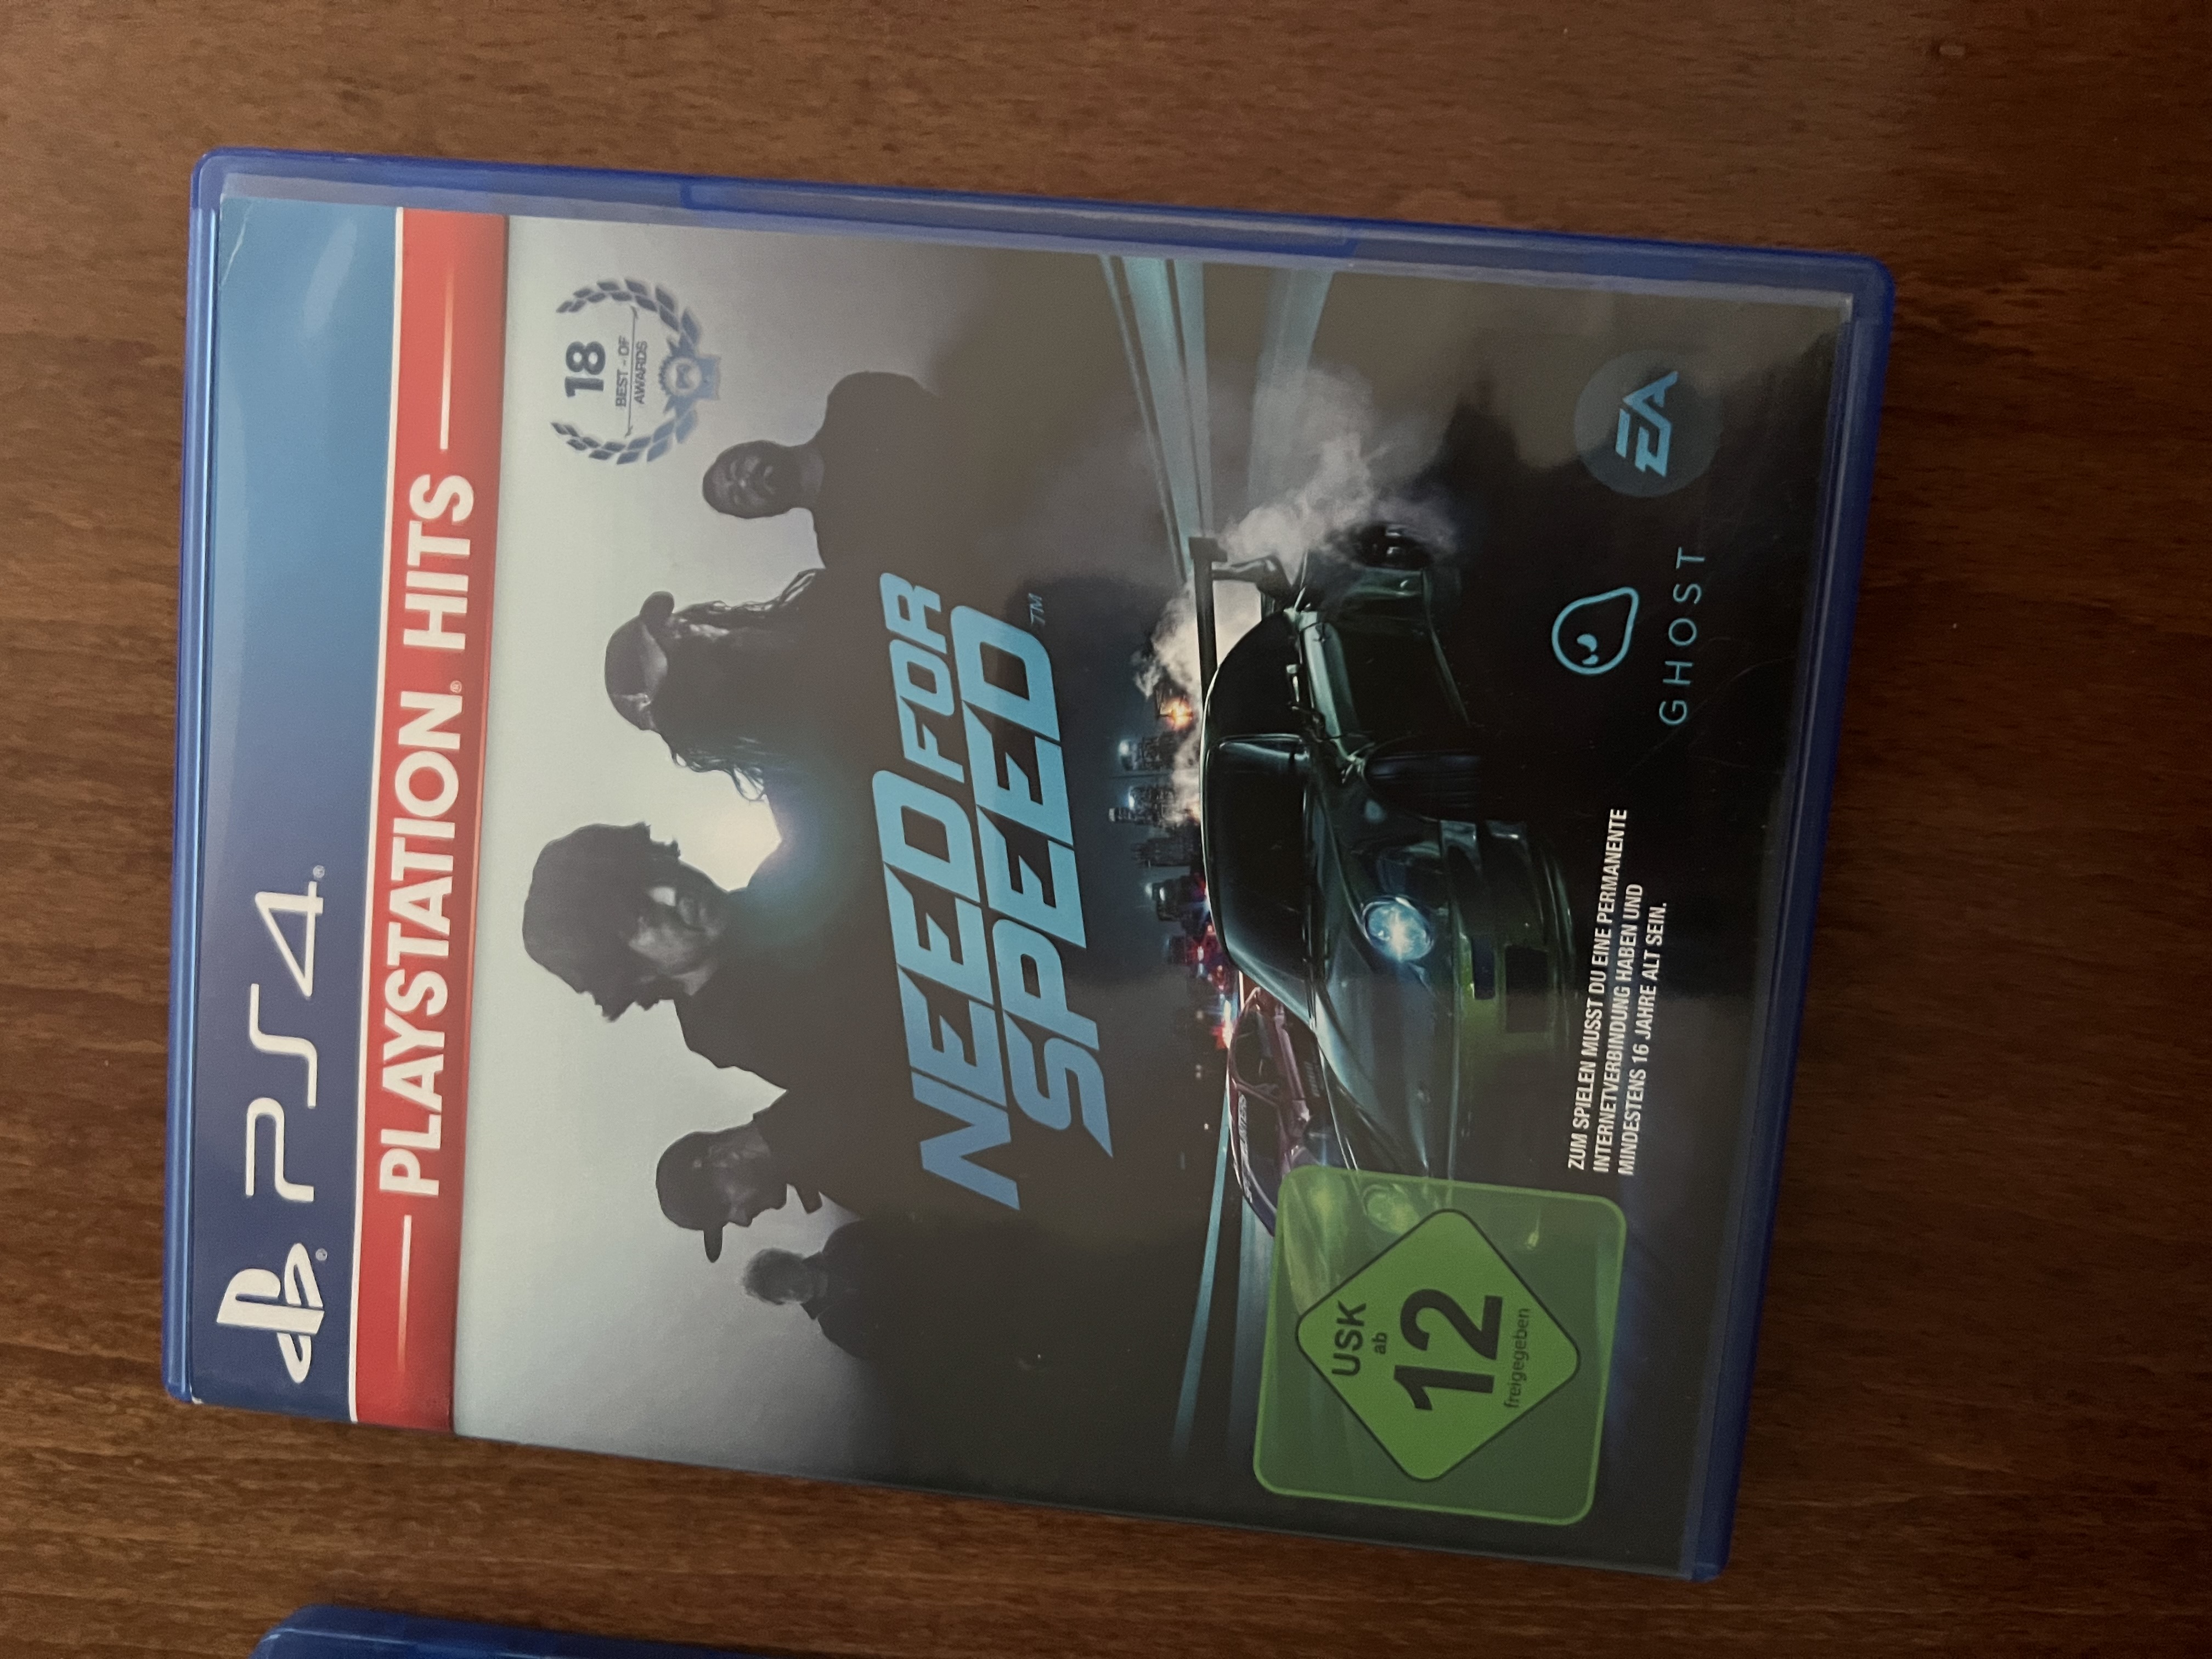 PS4
PLAYSTATION® HITS
18
BEST-OF
AWARDS
NEED FOR
SPEED™
USK
ab
12
freigegeben
ZUM SPIELEN MUSST DU EINE PERMANENTE
INTERNETVERBINDUNG HABEN UND
MINDESTENS 16 JAHRE ALT SEIN.
GHOST
EA